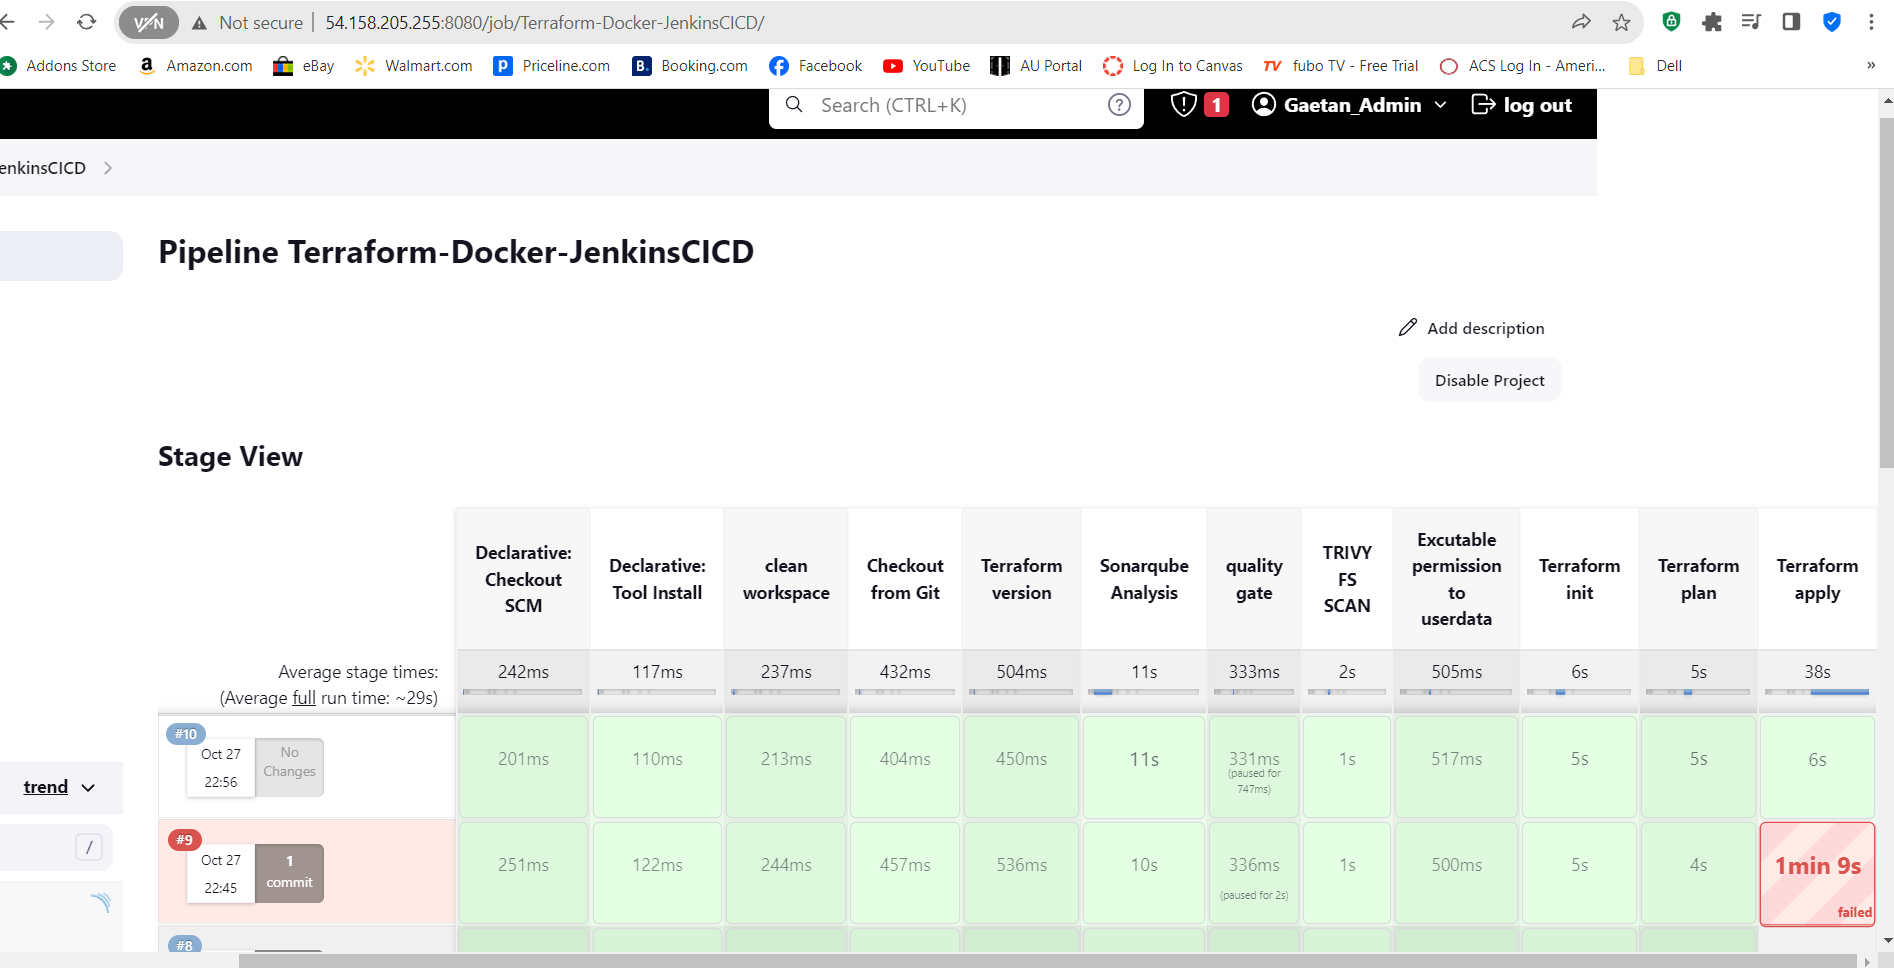 VPN Not secure 54.158.205.255:8080/job/Terraform-Docker-JenkinsCICD/
Addons Store Amazon.com eBay Walmart.com Priceline.com Booking.com Facebook YouTube AU Portal Log In to Canvas fubo TV - Free Trial ACS Log In - Ameri... Dell »
Search (CTRL+K) ? 1 Gaetan_Admin log out
enkinsCICD
Pipeline Terraform-Docker-JenkinsCICD
Add description
Disable Project
Stage View
Declarative: Checkout SCM
Declarative: Tool Install
clean workspace
Checkout from Git
Terraform version
Sonarqube Analysis
quality gate
TRIVY FS SCAN
Excutable permission to userdata
Terraform init
Terraform plan
Terraform apply
Average stage times:
(Average full run time: ~29s)
242ms 117ms 237ms 432ms 504ms 11s 333ms 2s 505ms 6s 5s 38s
#10
Oct 27
22:56
No Changes
201ms 110ms 213ms 404ms 450ms 11s 331ms (paused for 747ms) 1s 517ms 5s 5s 6s
trend
/
#9
Oct 27
22:45
1 commit
251ms 122ms 244ms 457ms 536ms 10s 336ms (paused for 2s) 1s 500ms 5s 4s 1min 9s failed
#8